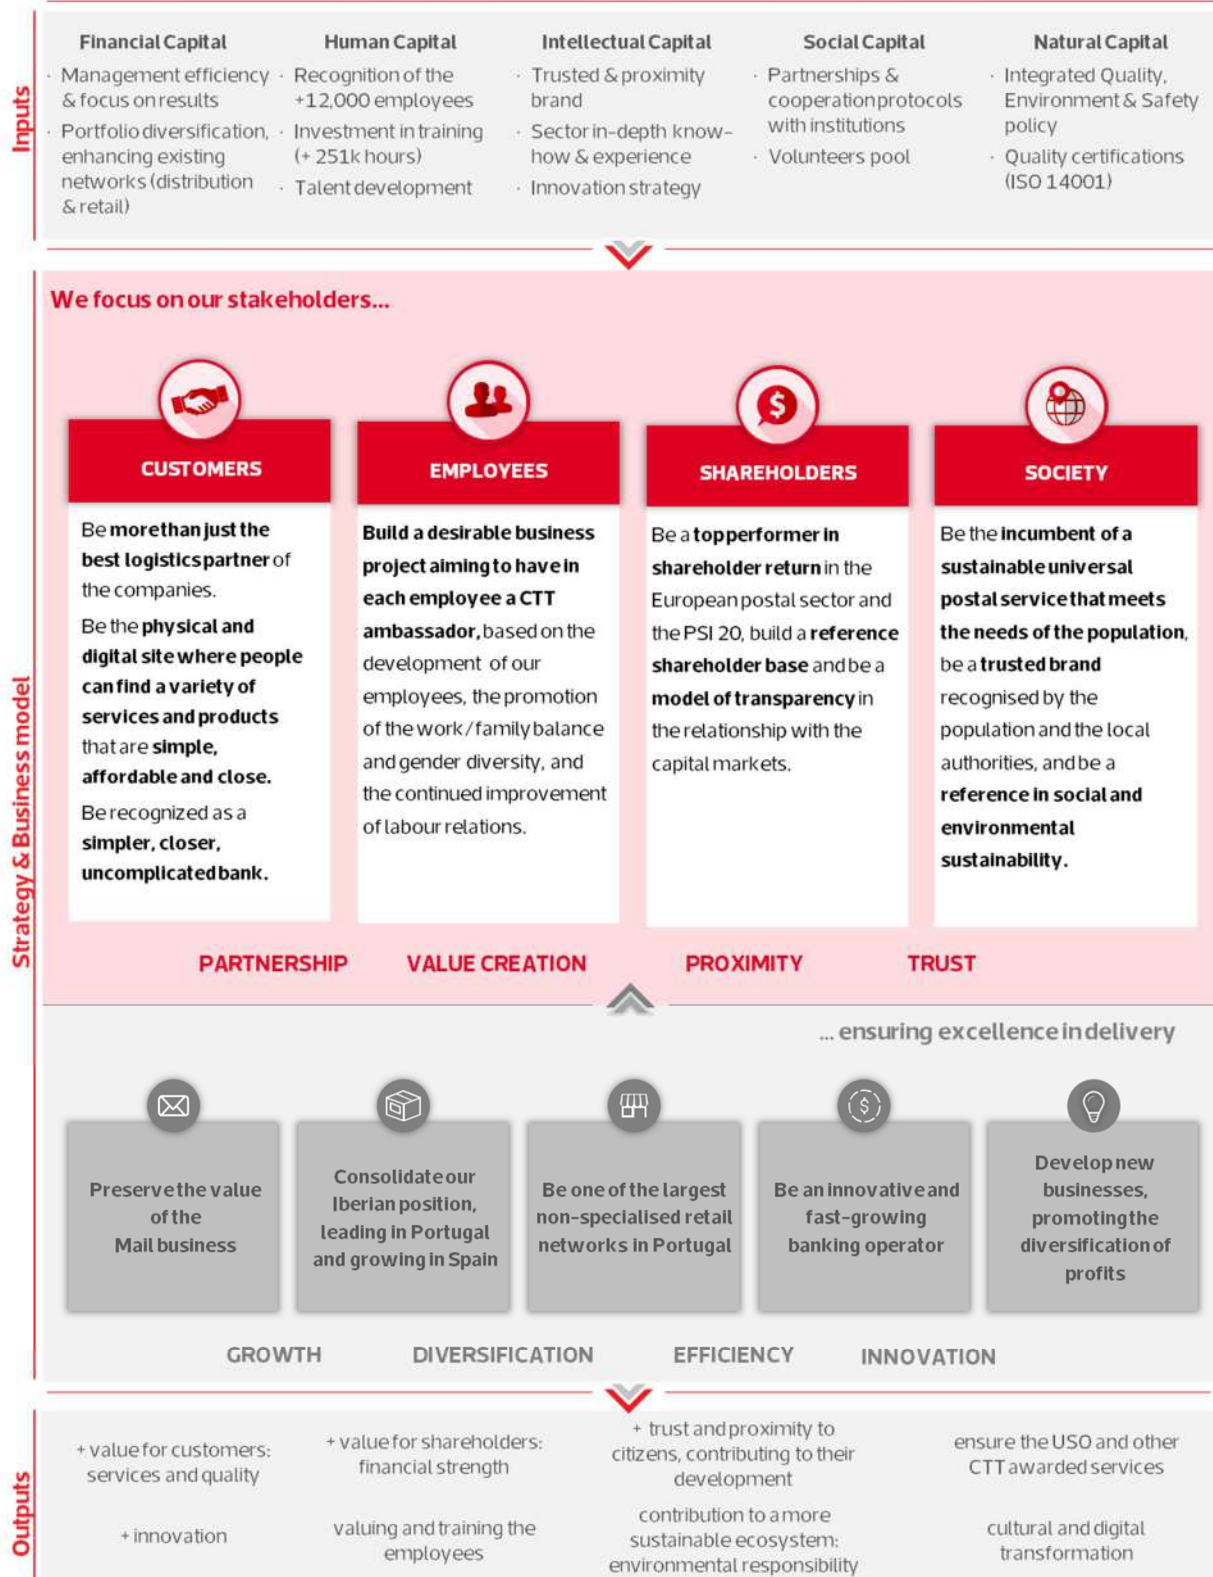 Inputs
Financial Capital
· Management efficiency
& focus on results
· Portfolio diversification,
enhancing existing
networks (distribution
& retail)
Human Capital
· Recognition of the
+12,000 employees
· Investment in training
(+ 251k hours)
· Talent development
Intellectual Capital
· Trusted & proximity
brand
· Sector in-depth know-
how & experience
· Innovation strategy
Social Capital
· Partnerships &
cooperation protocols
with institutions
· Volunteers pool
Natural Capital
· Integrated Quality,
Environment & Safety
policy
· Quality certifications
(ISO 14001)
Strategy & Business model
We focus on our stakeholders...
CUSTOMERS
Be more than just the
best logistics partner of
the companies.
Be the physical and
digital site where people
can find a variety of
services and products
that are simple,
affordable and close.
Be recognized as a
simpler, closer,
uncomplicated bank.
EMPLOYEES
Build a desirable business
project aiming to have in
each employee a CTT
ambassador, based on the
development of our
employees, the promotion
of the work/family balance
and gender diversity, and
the continued improvement
of labour relations.
$
SHAREHOLDERS
Be a top performer in
shareholder return in the
European postal sector and
the PSI 20, build a reference
shareholder base and be a
model of transparency in
the relationship with the
capital markets.
SOCIETY
Be the incumbent of a
sustainable universal
postal service that meets
the needs of the population,
be a trusted brand
recognised by the
population and the local
authorities, and be a
reference in social and
environmental
sustainability.
PARTNERSHIP VALUE CREATION PROXIMITY TRUST
... ensuring excellence in delivery
Preserve the value
of the
Mail business
Consolidate our
Iberian position,
leading in Portugal
and growing in Spain
Be one of the largest
non-specialised retail
networks in Portugal
$
Be an innovative and
fast-growing
banking operator
Develop new
businesses,
promoting the
diversification of
profits
GROWTH DIVERSIFICATION EFFICIENCY INNOVATION
Outputs
+ value for customers:
services and quality
+ value for shareholders:
financial strength
+ trust and proximity to
citizens, contributing to their
development
ensure the USO and other
CTT awarded services
+ innovation
valuing and training the
employees
contribution to a more
sustainable ecosystem:
environmental responsibility
cultural and digital
transformation